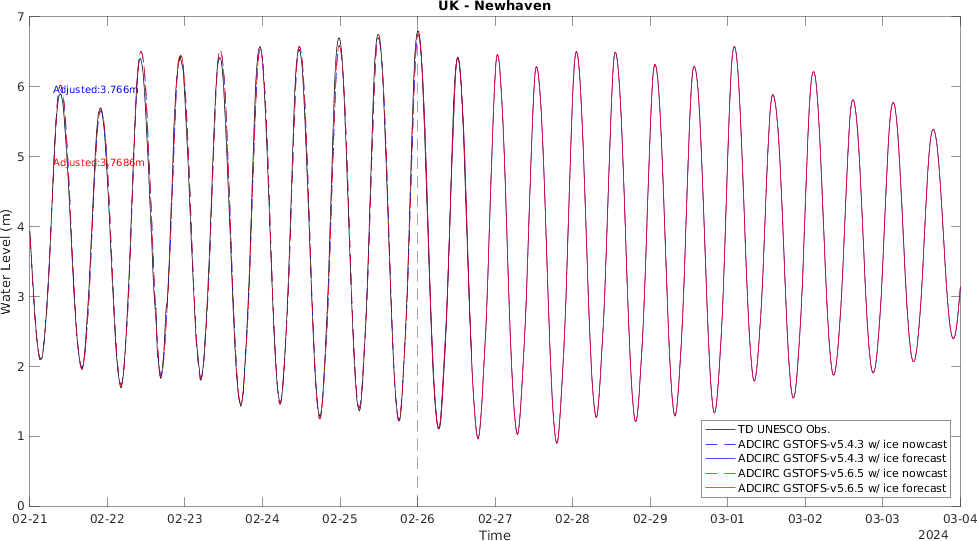 UK - Newhaven
7
6
5
4
3
2
1
0
Water Level (m)
Adjusted:3.766m
Adjusted:3.7686m
TD UNESCO Obs.
ADCIRC GSTOFS-v5.4.3 w/ ice nowcast
ADCIRC GSTOFS-v5.4.3 w/ ice forecast
ADCIRC GSTOFS-v5.6.5 w/ ice nowcast
ADCIRC GSTOFS-v5.6.5 w/ ice forecast
02-21 02-22 02-23 02-24 02-25 02-26 02-27 02-28 02-29 03-01 03-02 03-03 03-04
Time
2024